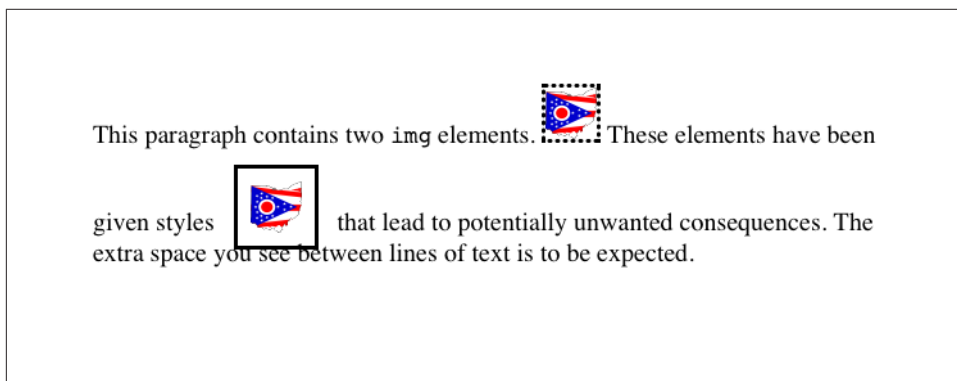 This paragraph contains two img elements. These elements have been
given styles that lead to potentially unwanted consequences. The
extra space you see between lines of text is to be expected.